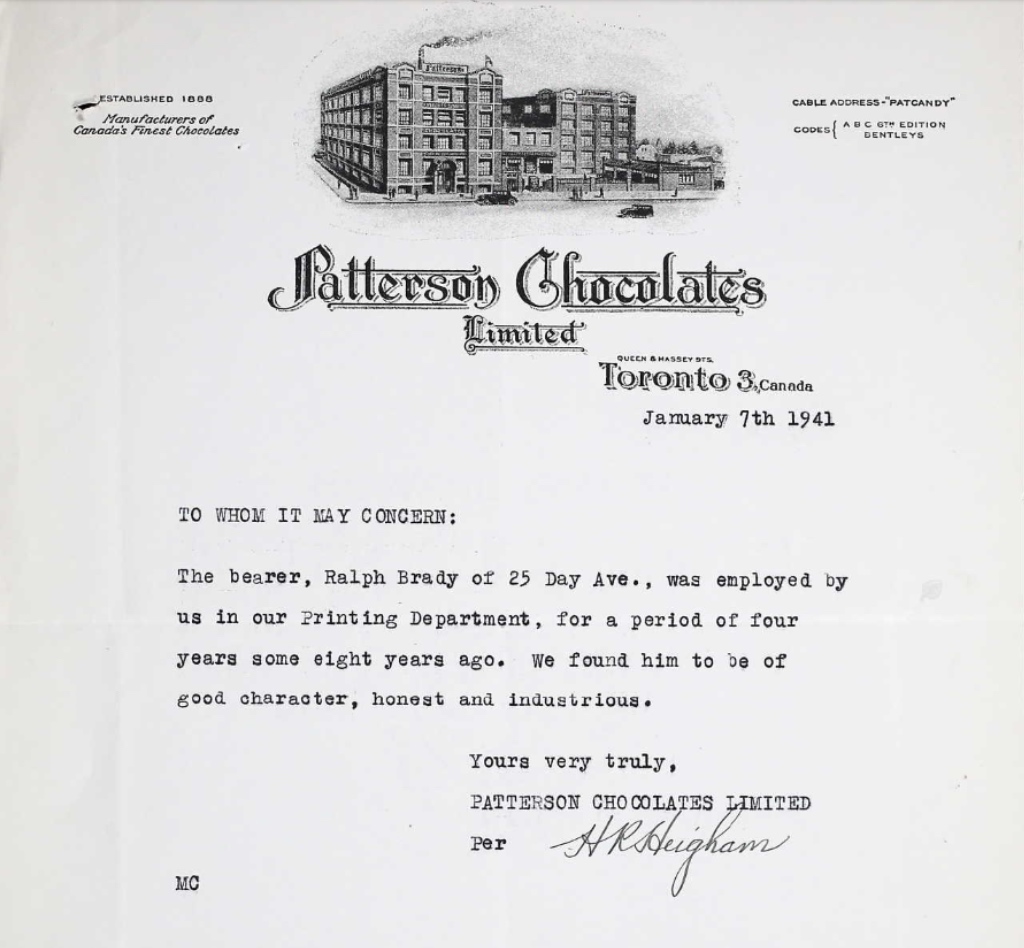 Patterson
ESTABLISHED 1888
Manufacturers of
Canada's Finest Chocolates
CABLE ADDRESS-"PATCANDY"
CODES { A B C 6TH EDITION
BENTLEYS
Patterson Chocolates
Limited
QUEEN & MASSEY STS.
Toronto 3, Canada
January 7th 1941
TO WHOM IT MAY CONCERN:
The bearer, Ralph Brady of 25 Day Ave., was employed by
us in our Printing Department, for a period of four
years some eight years ago. We found him to be of
good character, honest and industrious.
Yours very truly,
PATTERSON CHOCOLATES LIMITED
Per H R Heigham
MC